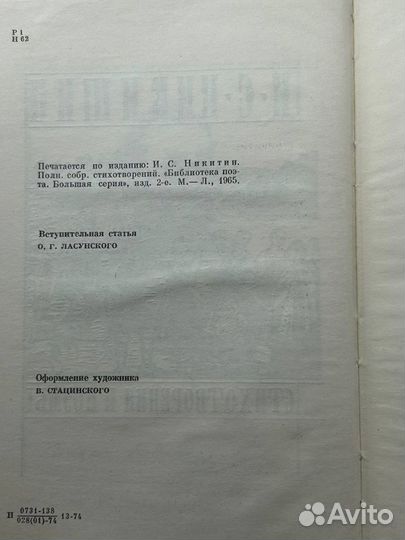 Р 1
Н 62
Печатается по изданию: И. С. Никитин.
Полн. собр. стихотворений. «Библиотека поэ-
та. Большая серия», изд. 2-е. М.— Л., 1965.
Вступительная статья
О. Г. ЛАСУНСКОГО
Оформление художника
В. СТАЦИНСКОГО
Н 0731-138
028(01)-74 13-74
Avito